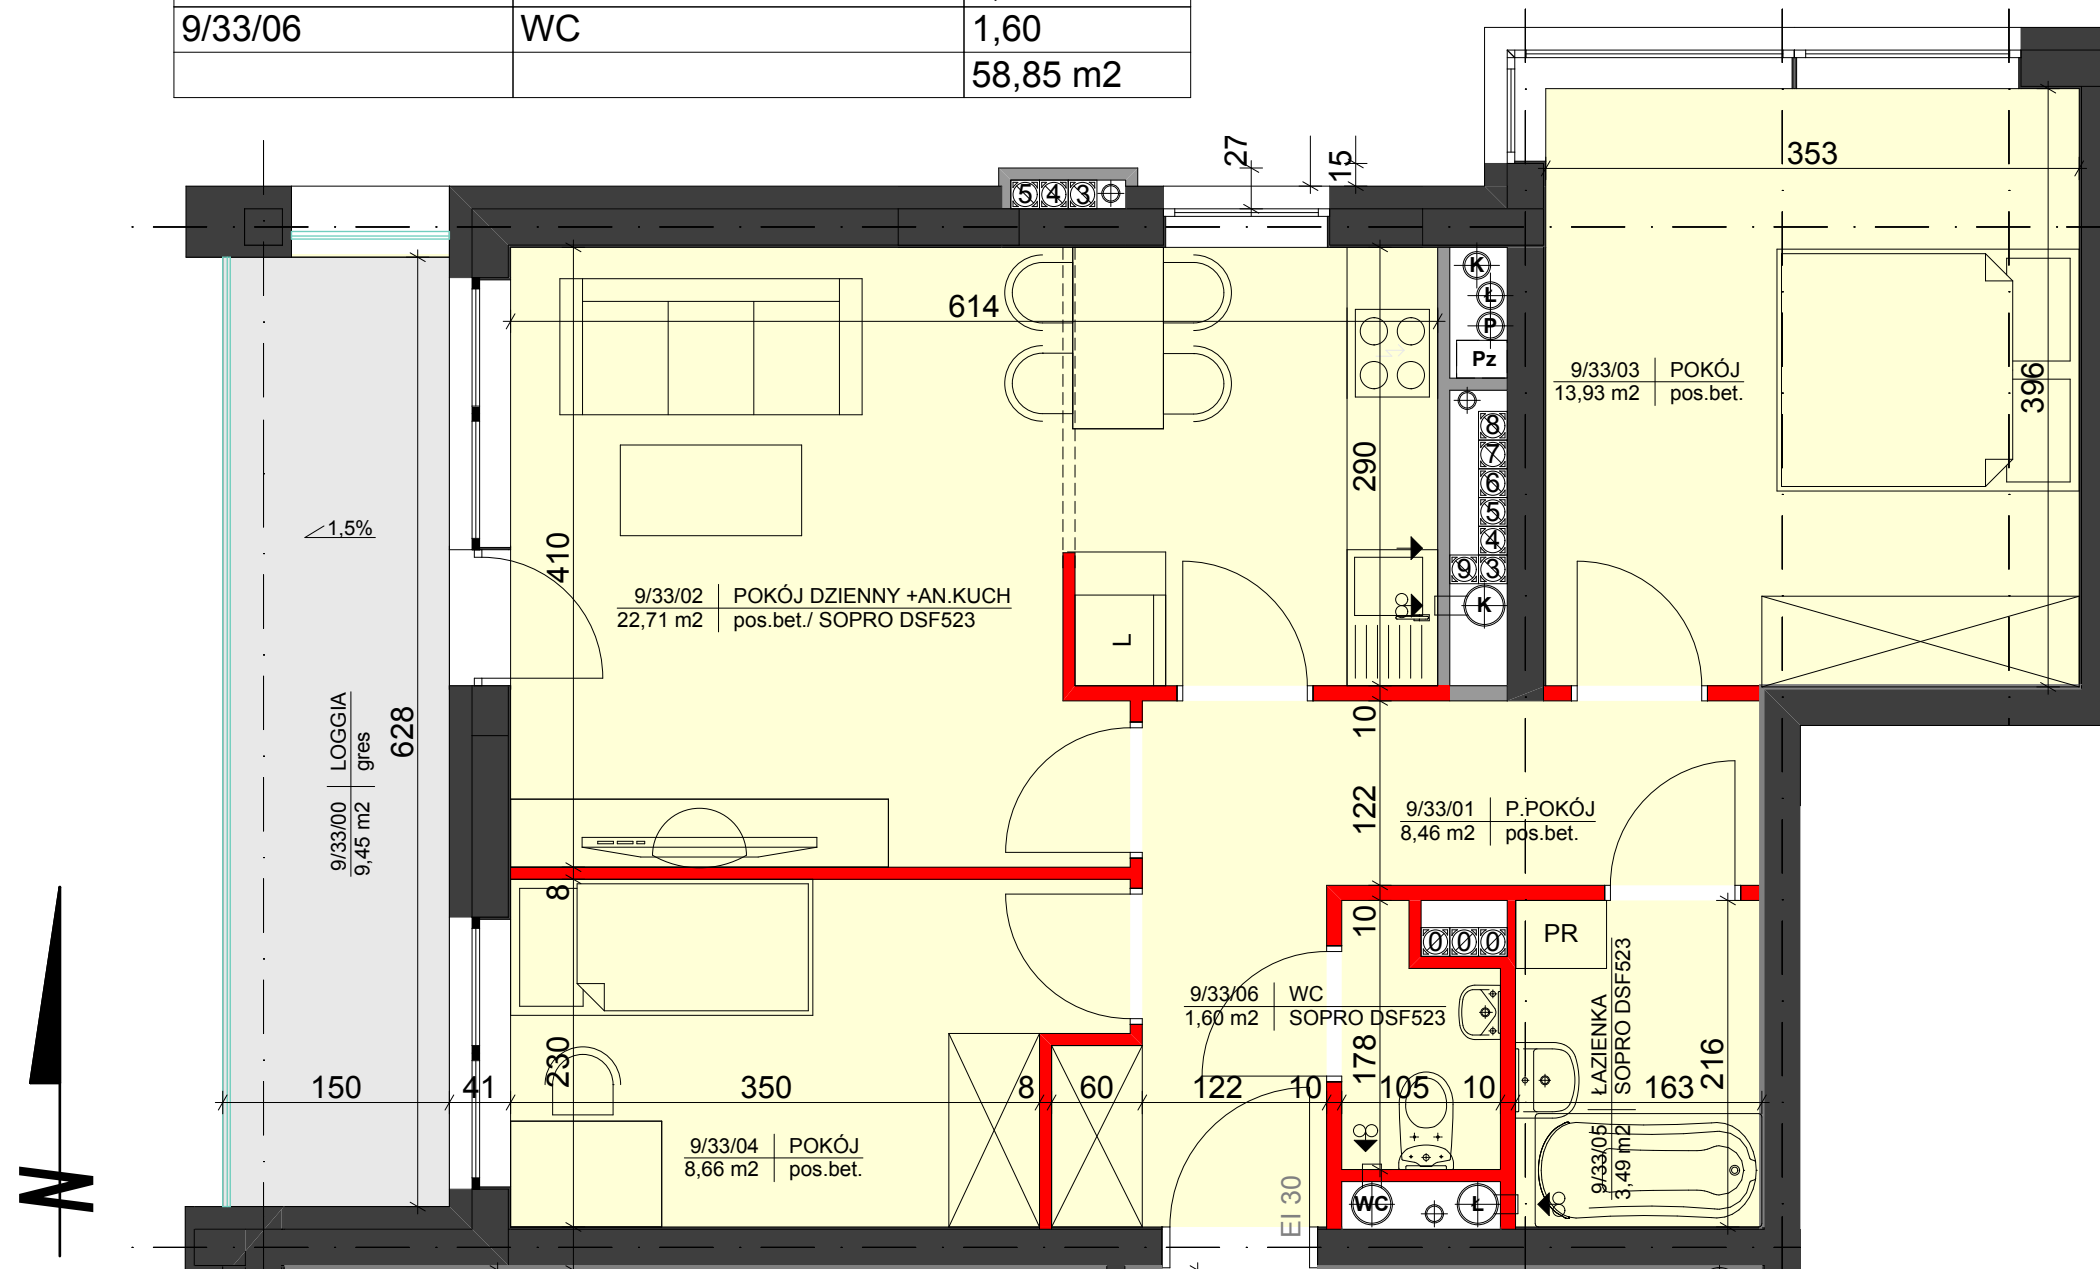 9/33/06 WC 1,60
58,85 m2
27
15
353
5 4 3
614
K
Ł
P
Pz
9/33/03 POKÓJ
13,93 m2 pos.bet.
396
8
7
6
5
4
9 3
K
290
1,5%
410
9/33/02 POKÓJ DZIENNY +AN.KUCH
22,71 m2 pos.bet./ SOPRO DSF523
L
9/33/00 LOGGIA
9,45 m2 gres
628
10
122
9/33/01 P.POKÓJ
8,46 m2 pos.bet.
8
10
0 0 0
PR
9/33/06 WC
1,60 m2 SOPRO DSF523
9/33/05 ŁAZIENKA
3,49 m2 SOPRO DSF523
216
178
230
150 41 350 8 60 122 10 105 10 163
9/33/04 POKÓJ
8,66 m2 pos.bet.
EI 30
WC
Ł
N